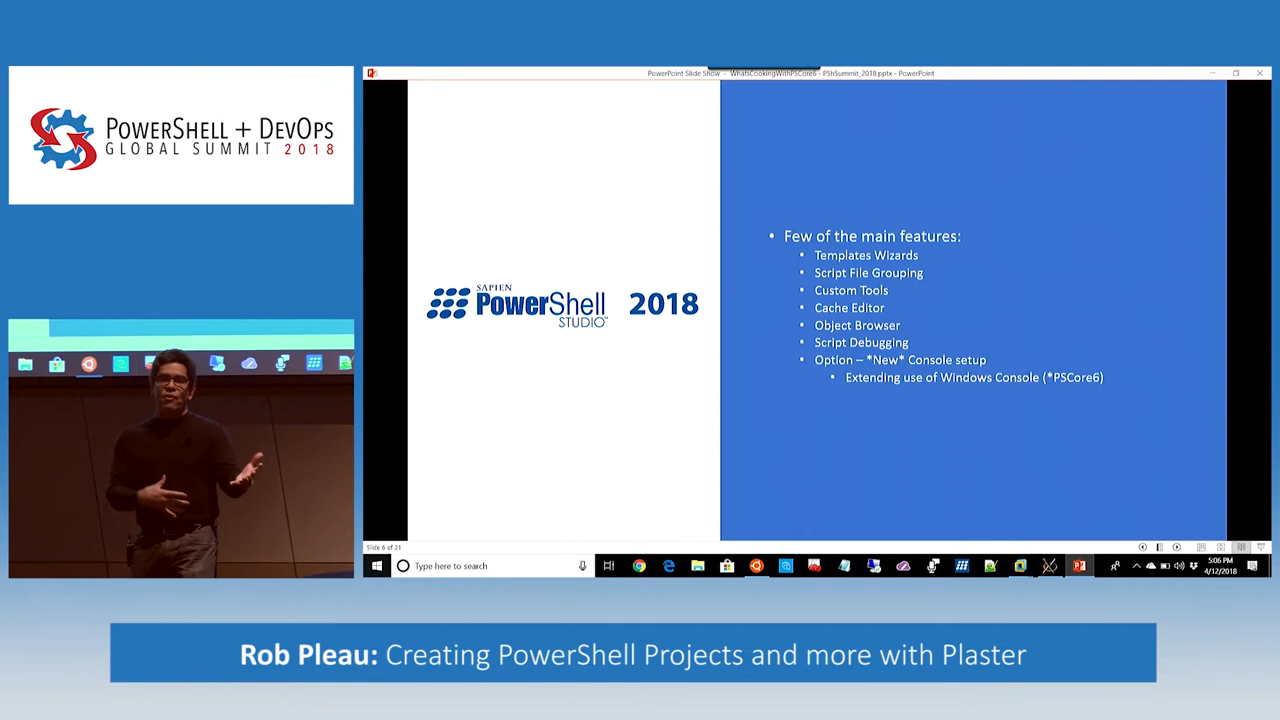 POWERSHELL + DEVOPS
GLOBAL SUMMIT 2018
PowerPoint Slide Show - WhatsCookingWithPSCore6 - PShSummit_2018.pptx - PowerPoint
SAPIEN
PowerShell 2018
STUDIO™
• Few of the main features:
• Templates Wizards
• Script File Grouping
• Custom Tools
• Cache Editor
• Object Browser
• Script Debugging
• Option – *New* Console setup
• Extending use of Windows Console (*PSCore6)
Slide 6 of 21
Type here to search
5:06 PM
4/12/2018
Rob Pleau: Creating PowerShell Projects and more with Plaster